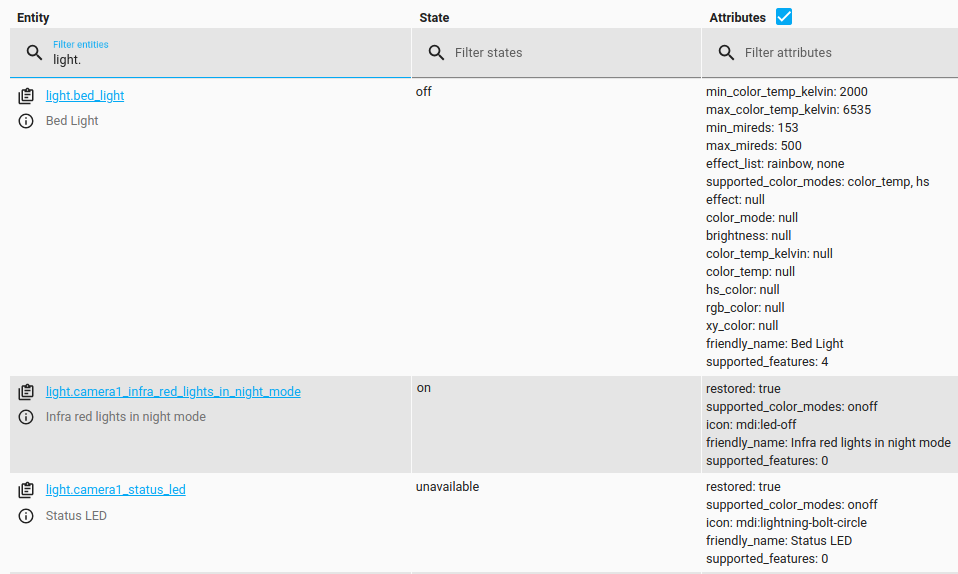 Entity State Attributes
Filter entities
light. Filter states Filter attributes
light.bed_light off min_color_temp_kelvin: 2000
Bed Light max_color_temp_kelvin: 6535
min_mireds: 153
max_mireds: 500
effect_list: rainbow, none
supported_color_modes: color_temp, hs
effect: null
color_mode: null
brightness: null
color_temp_kelvin: null
color_temp: null
hs_color: null
rgb_color: null
xy_color: null
friendly_name: Bed Light
supported_features: 4
light.camera1_infra_red_lights_in_night_mode on restored: true
Infra red lights in night mode supported_color_modes: onoff
icon: mdi:led-off
friendly_name: Infra red lights in night mode
supported_features: 0
light.camera1_status_led unavailable restored: true
Status LED supported_color_modes: onoff
icon: mdi:lightning-bolt-circle
friendly_name: Status LED
supported_features: 0